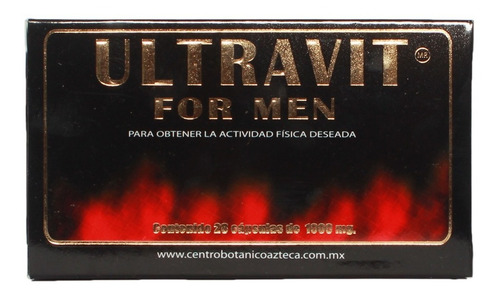 ULTRAVIT MR
FOR MEN
PARA OBTENER LA ACTIVIDAD FÍSICA DESEADA
Contenido 20 cápsulas de 1000 mg.
www.centrobotanicoazteca.com.mx